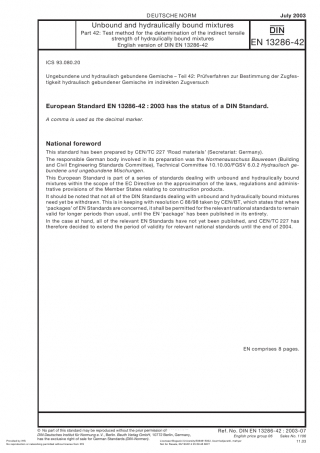 DEUTSCHE NORM
July 2003
Unbound and hydraulically bound mixtures
Part 42: Test method for the determination of the indirect tensile
strength of hydraulically bound mixtures
English version of DIN EN 13286-42
DIN
EN 13286-42
ICS 93.080.20
Ungebundene und hydraulisch gebundene Gemische – Teil 42: Prüfverfahren zur Bestimmung der Zugfes-
tigkeit hydraulisch gebundener Gemische im indirekten Zugversuch
European Standard EN 13286-42 : 2003 has the status of a DIN Standard.
A comma is used as the decimal marker.
National foreword
This standard has been prepared by CEN/TC 227 ‘Road materials’ (Secretariat: Germany).
The responsible German body involved in its preparation was the Normenausschuss Bauwesen (Building
and Civil Engineering Standards Committee), Technical Committee 10.10.00/FGSV 6.0.2 Hydraulisch ge-
bundene und ungebundene Mischungen.
This European Standard is part of a series of standards dealing with unbound and hydraulically bound
mixtures within the scope of the EC Directive on the approximation of the laws, regulations and adminis-
trative provisions of the Member States relating to construction products.
It should be noted that not all of the DIN Standards dealing with unbound and hydraulically bound mixtures
need yet be withdrawn. This is in keeping with resolution C 88/98 taken by CEN/BT, which states that where
‘packages’ of EN Standards are concerned, it shall be permitted for the relevant national standards to remain
valid for longer periods than usual, until the EN ‘package’ has been published in its entirety.
In the case at hand, all of the relevant EN Standards have not yet been published, and CEN/TC 227 has
therefore decided to extend the period of validity for relevant national standards until the end of 2004.
EN comprises 8 pages.
© No part of this standard may be reproduced without the prior permission of
DIN Deutsches Institut für Normung e. V., Berlin. Beuth Verlag GmbH, 10772 Berlin, Germany,
has the exclusive right of sale for German Standards (DIN-Normen).
Ref. No. DIN EN 13286-42 : 2003-07
English price group 09 Sales No. 1109
11.03